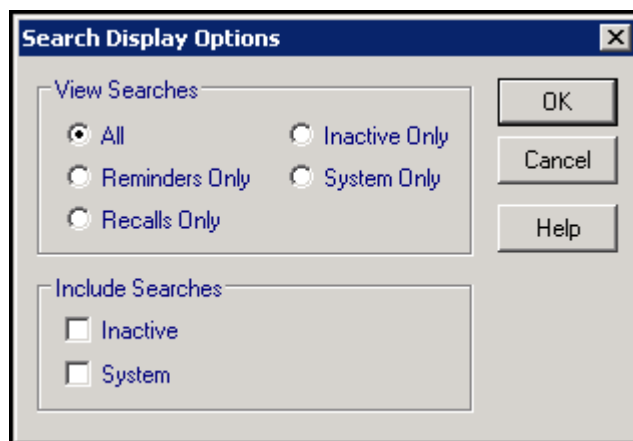 Search Display Options
View Searches
All
Inactive Only
Reminders Only
System Only
Recalls Only
OK
Cancel
Help
Include Searches
Inactive
System